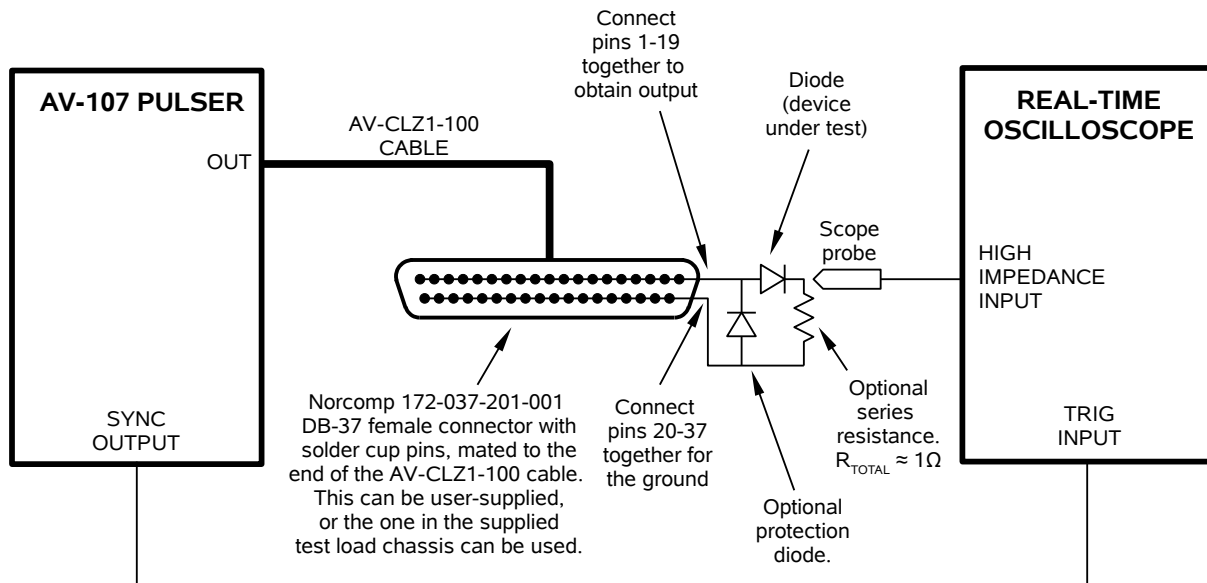 AV-107 PULSER
OUT
SYNC
OUTPUT
AV-CLZ1-100
CABLE
Connect
pins 1-19
together to
obtain output
Diode
(device
under test)
Scope
probe
REAL-TIME
OSCILLOSCOPE
HIGH
IMPEDANCE
INPUT
TRIG
INPUT
Norcomp 172-037-201-001
DB-37 female connector with
solder cup pins, mated to the
end of the AV-CLZ1-100 cable.
This can be user-supplied,
or the one in the supplied
test load chassis can be used.
Connect
pins 20-37
together for
the ground
Optional
protection
diode.
Optional
series
resistance.
R_TOTAL ≈ 1Ω